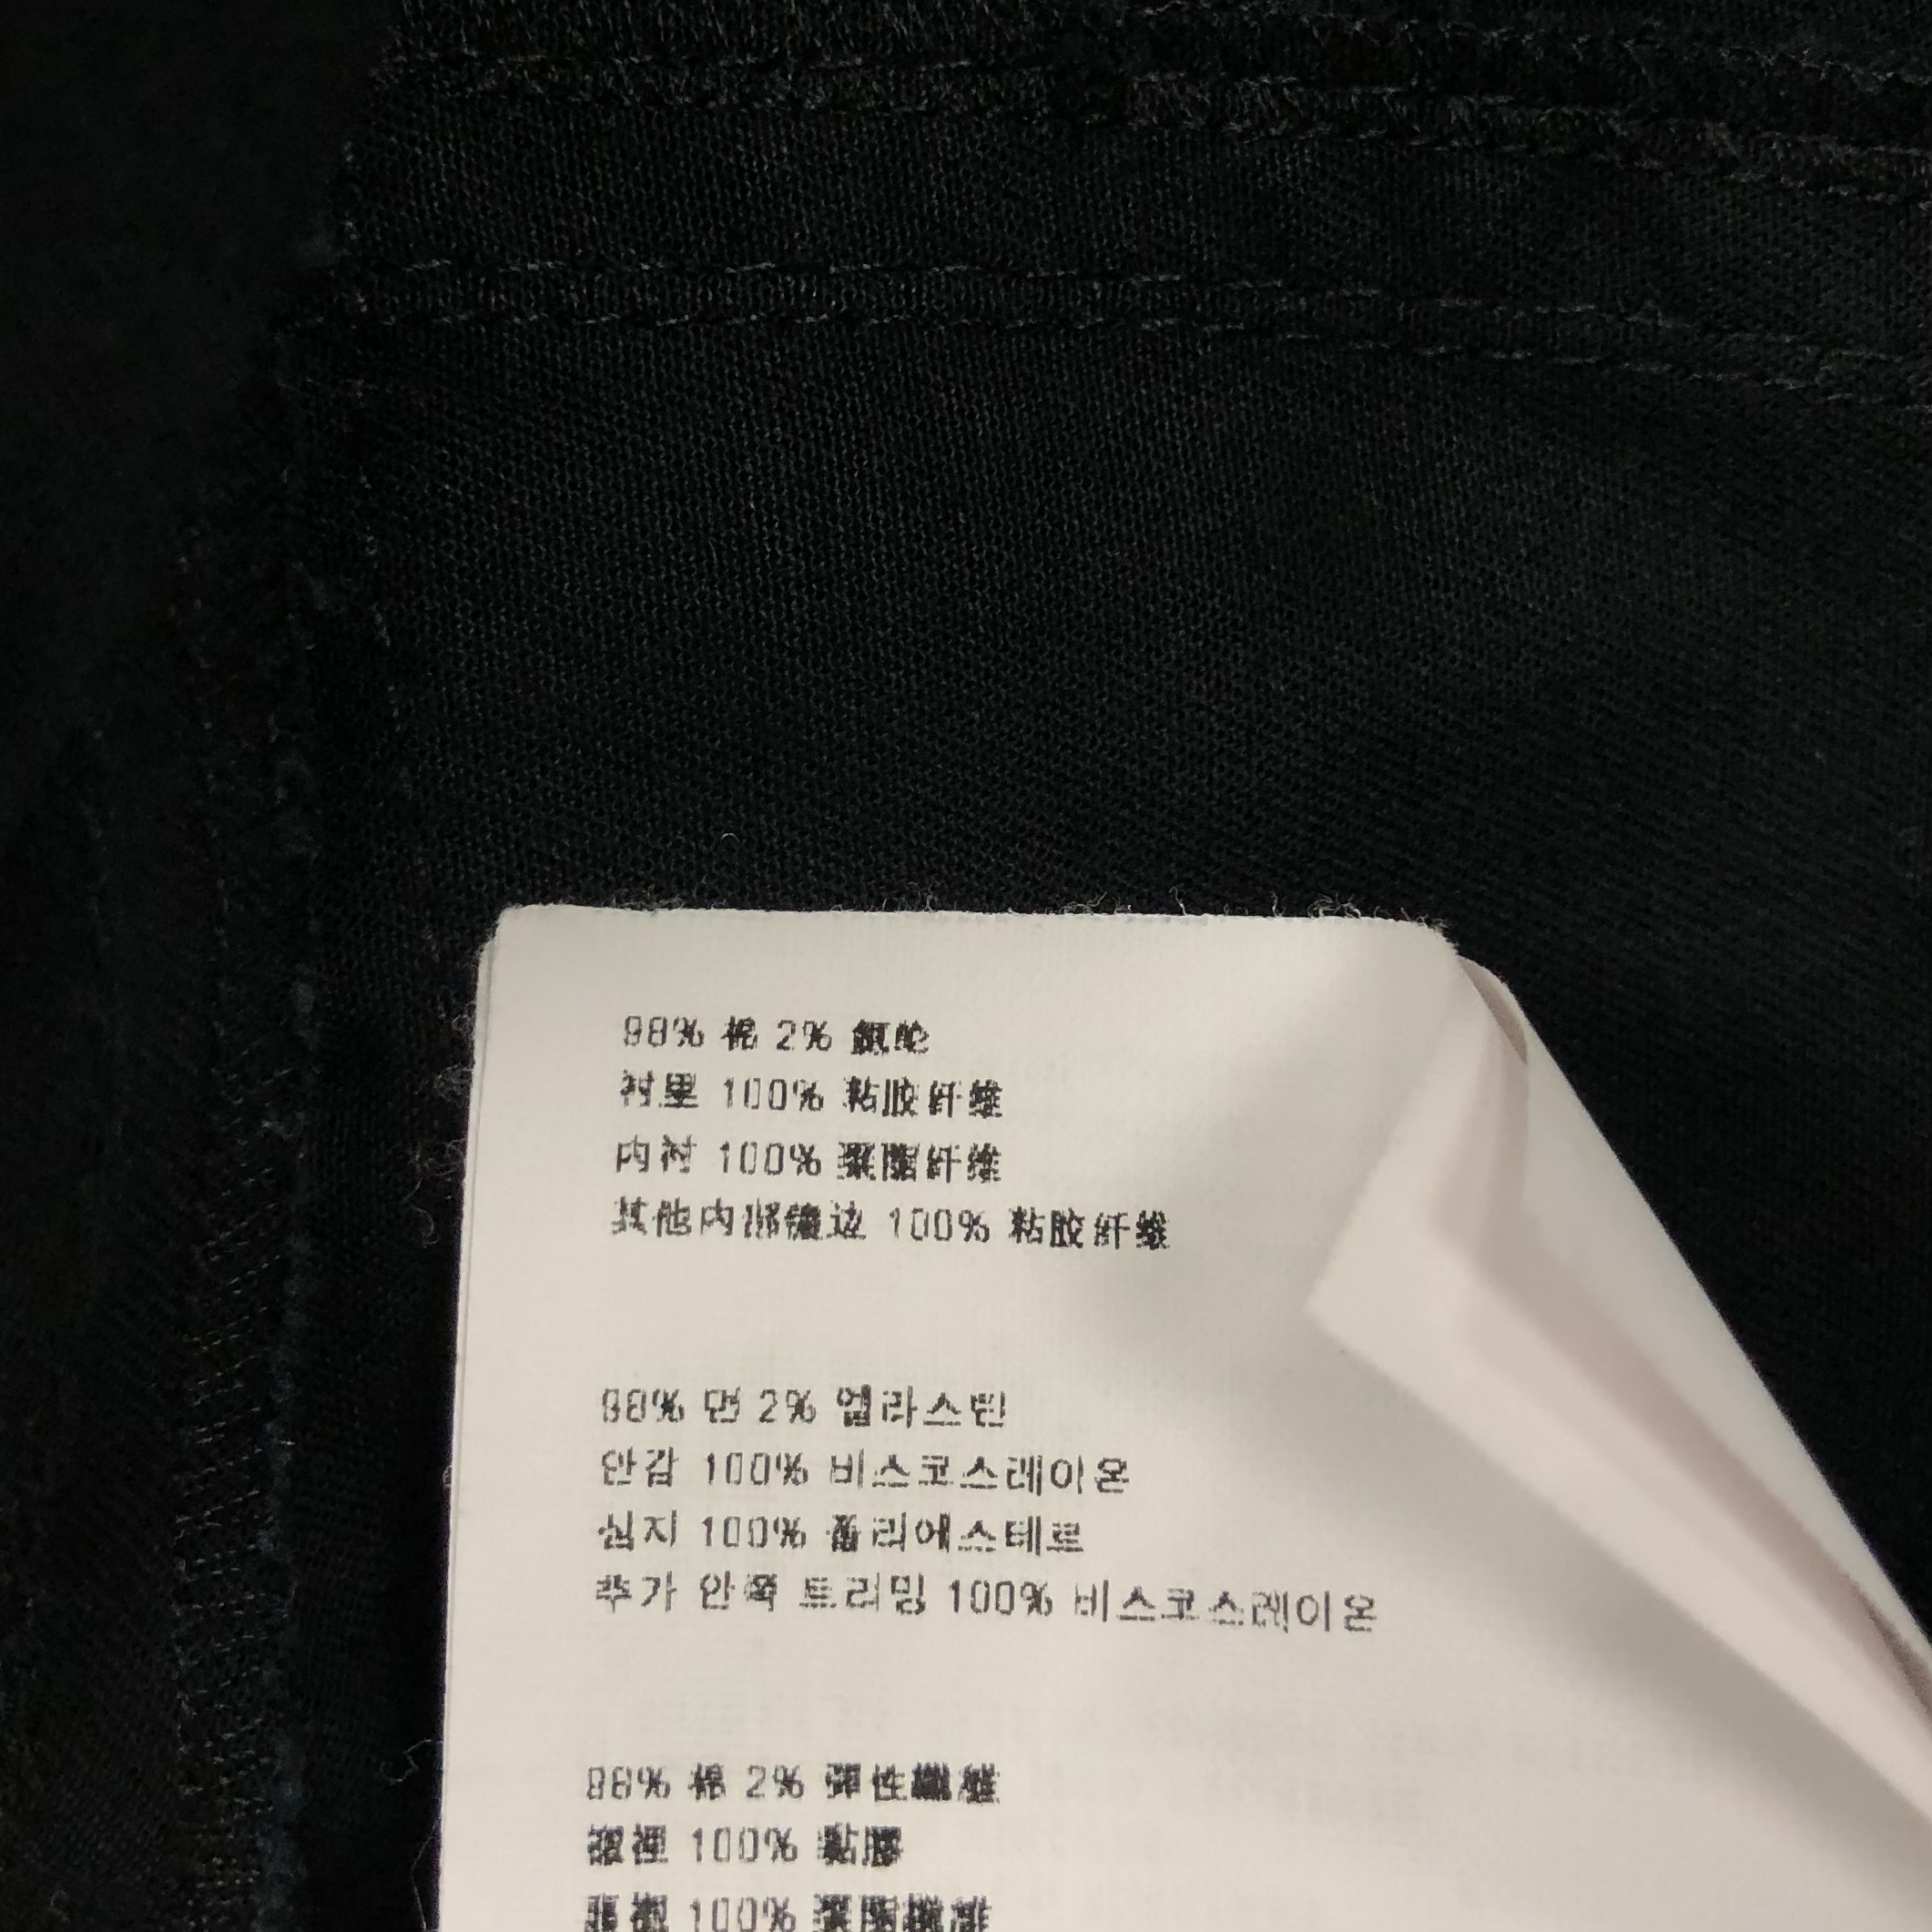 98% 棉 2% 氨纶
衬里 100% 粘胶纤维
内衬 100% 聚酯纤维
其他内部镶边 100% 粘胶纤维
98% 면 2% 엘라스틴
안감 100% 비스코스레이온
심지 100% 폴리에스테르
추가 안쪽 트리밍 100% 비스코스레이온
98% 棉 2% 彈性纖維
襯裡 100% 黏膠
裏襯 100% 聚酯纖維